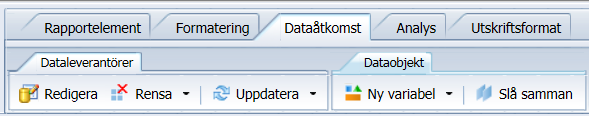 Rapportelement Formatering Dataåtkomst Analys Utskriftsformat
Dataleverantörer Dataobjekt
Redigera Rensa Uppdatera Ny variabel Slå samman